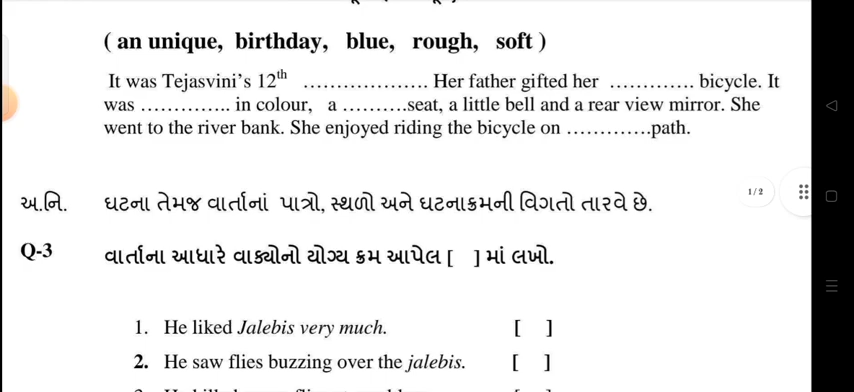 ( an unique, birthday, blue, rough, soft )
It was Tejasvini's 12th ………………… Her father gifted her …………. bicycle. It
was ………….. in colour, a ……….seat, a little bell and a rear view mirror. She
went to the river bank. She enjoyed riding the bicycle on ………….path.
1/2
અ.નિ. ઘટના તેમજ વાર્તાનાં પાત્રો, સ્થળો અને ઘટનાક્રમની વિગતો તારવે છે.
Q-3 વાર્તાના આધારે વાક્યોનો યોગ્ય ક્રમ આપેલ [ ] માં લખો.
1. He liked Jalebis very much. [ ]
2. He saw flies buzzing over the jalebis. [ ]